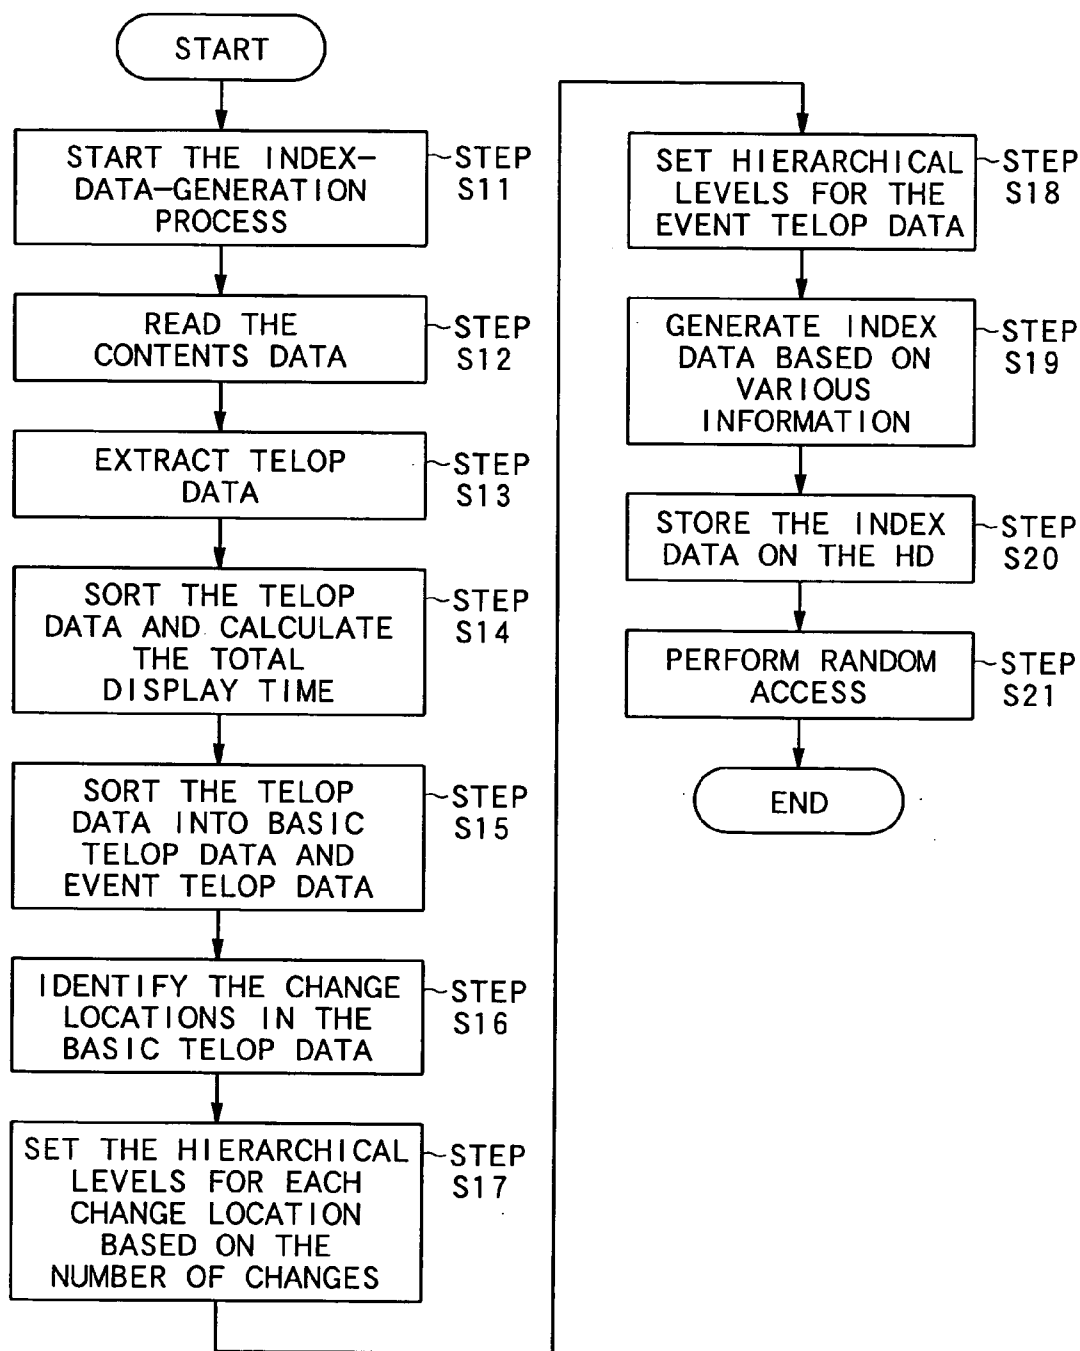 START
START THE INDEX-
DATA-GENERATION
PROCESS
STEP
S11
READ THE
CONTENTS DATA
STEP
S12
EXTRACT TELOP
DATA
STEP
S13
SORT THE TELOP
DATA AND CALCULATE
THE TOTAL
DISPLAY TIME
STEP
S14
SORT THE TELOP
DATA INTO BASIC
TELOP DATA AND
EVENT TELOP DATA
STEP
S15
IDENTIFY THE CHANGE
LOCATIONS IN THE
BASIC TELOP DATA
STEP
S16
SET THE HIERARCHICAL
LEVELS FOR EACH
CHANGE LOCATION
BASED ON THE
NUMBER OF CHANGES
STEP
S17
SET HIERARCHICAL
LEVELS FOR THE
EVENT TELOP DATA
STEP
S18
GENERATE INDEX
DATA BASED ON
VARIOUS
INFORMATION
STEP
S19
STORE THE INDEX
DATA ON THE HD
STEP
S20
PERFORM RANDOM
ACCESS
STEP
S21
END